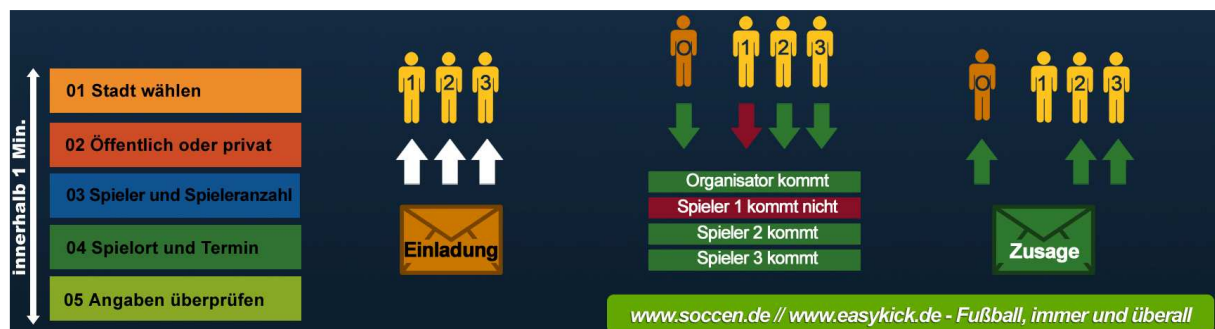 innerhalb 1 Min.
01 Stadt wählen
02 Öffentlich oder privat
03 Spieler und Spieleranzahl
04 Spielort und Termin
05 Angaben überprüfen
1 2 3
Einladung
O 1 2 3
Organisator kommt
Spieler 1 kommt nicht
Spieler 2 kommt
Spieler 3 kommt
O 1 2 3
Zusage
www.soccen.de // www.easykick.de - Fußball, immer und überall